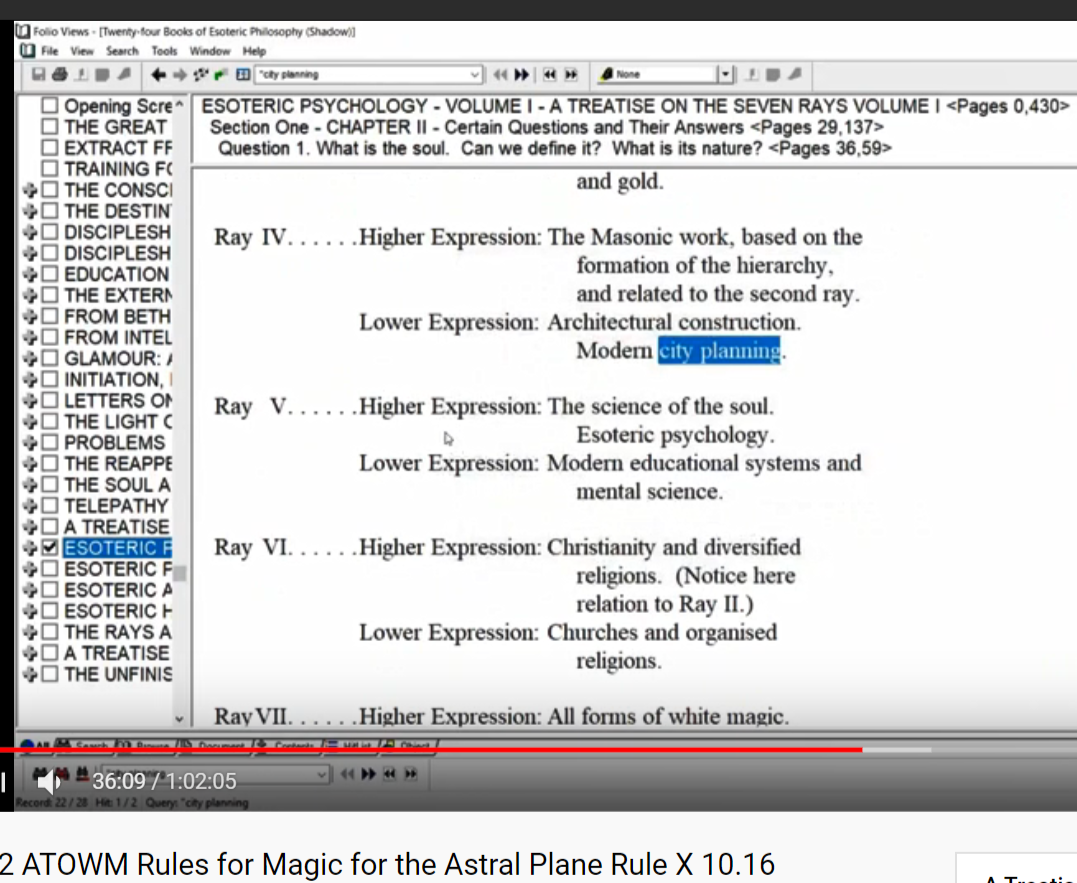 Folio Views - [Twenty-four Books of Esoteric Philosophy (Shadow)]
File View Search Tools Window Help
"city planning
None
Opening Scre
THE GREAT
EXTRACT FF
TRAINING FO
THE CONSCI
THE DESTIN
DISCIPLESH
DISCIPLESH
EDUCATION
THE EXTERN
FROM BETH
FROM INTEL
GLAMOUR: A
INITIATION,
LETTERS ON
THE LIGHT O
PROBLEMS
THE REAPPE
THE SOUL A
TELEPATHY
A TREATISE
ESOTERIC P
ESOTERIC P
ESOTERIC A
ESOTERIC H
THE RAYS A
A TREATISE
THE UNFINIS
ESOTERIC PSYCHOLOGY - VOLUME I - A TREATISE ON THE SEVEN RAYS VOLUME I <Pages 0,430>
Section One - CHAPTER II - Certain Questions and Their Answers <Pages 29,137>
Question 1. What is the soul. Can we define it? What is its nature? <Pages 36,59>
and gold.
Ray IV. . . . . .Higher Expression: The Masonic work, based on the
formation of the hierarchy,
and related to the second ray.
Lower Expression: Architectural construction.
Modern city planning.
Ray V. . . . . .Higher Expression: The science of the soul.
Esoteric psychology.
Lower Expression: Modern educational systems and
mental science.
Ray VI. . . . . .Higher Expression: Christianity and diversified
religions. (Notice here
relation to Ray II.)
Lower Expression: Churches and organised
religions.
Ray VII. . . . . .Higher Expression: All forms of white magic.
All Search Browse Document Contents HitList Object
36:09 / 1:02:05
Record: 22 / 28 Hit: 1 / 2 Query: "city planning
2 ATOWM Rules for Magic for the Astral Plane Rule X 10.16